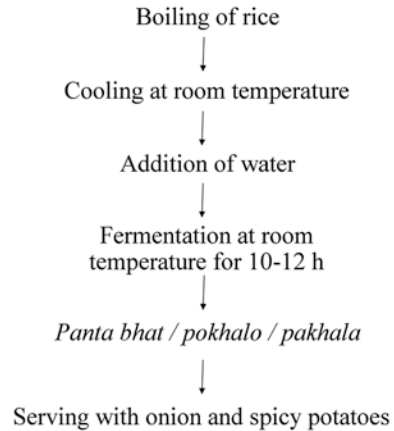 Boiling of rice
Cooling at room temperature
Addition of water
Fermentation at room
temperature for 10-12 h
Panta bhat / pokhalo / pakhala
Serving with onion and spicy potatoes